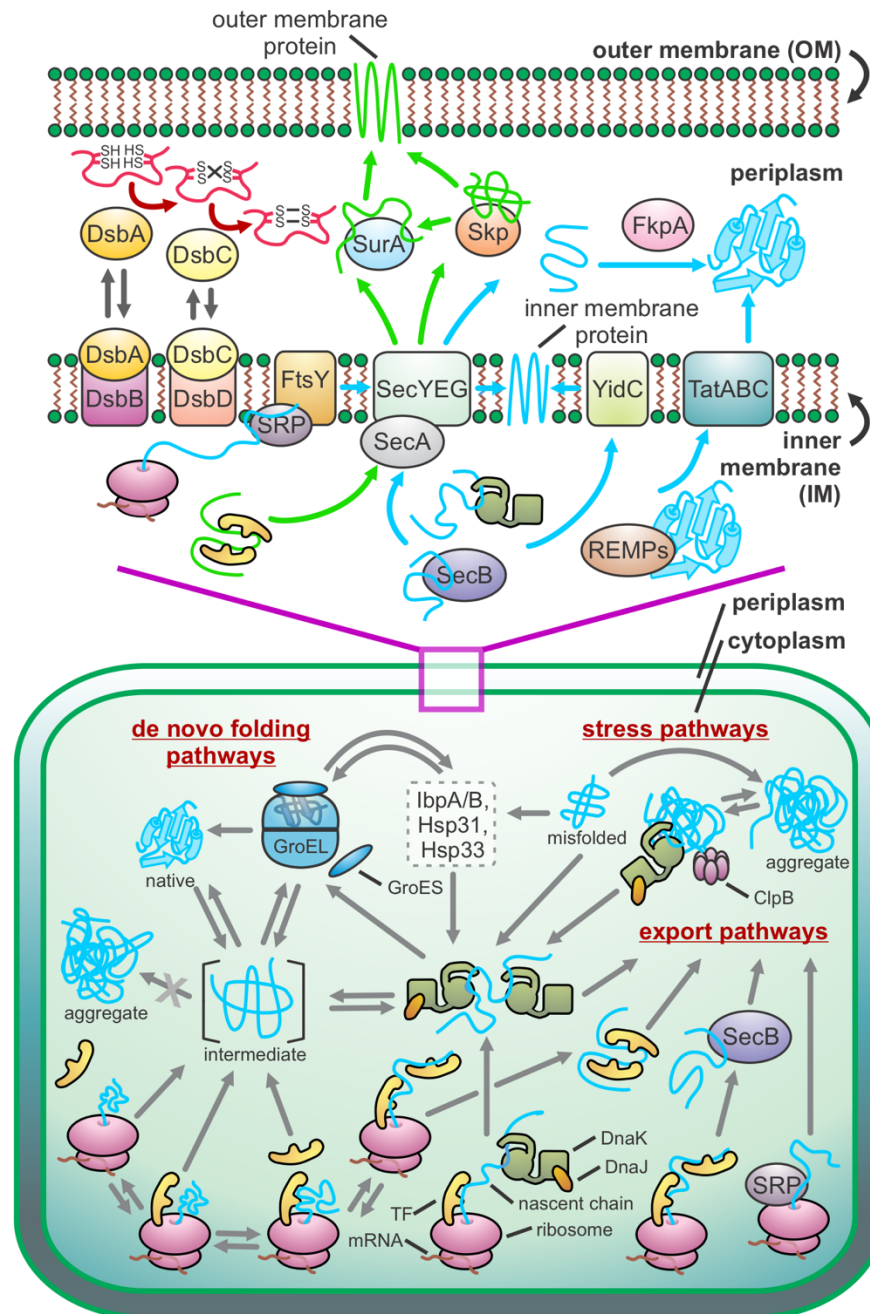 outer membrane
protein
outer membrane (OM)
SH HS
SH HS
S S
S S
S S
S S
periplasm
DsbA
DsbC
SurA
Skp
FkpA
inner membrane
protein
DsbA
DsbB
DsbC
DsbD
FtsY
SRP
SecYEG
SecA
YidC
TatABC
inner
membrane
(IM)
SecB
REMPs
periplasm
cytoplasm
de novo folding
pathways
stress pathways
IbpA/B,
Hsp31,
Hsp33
GroEL
GroES
native
misfolded
aggregate
ClpB
export pathways
aggregate
intermediate
SecB
DnaK
DnaJ
nascent chain
TF
mRNA
ribosome
SRP